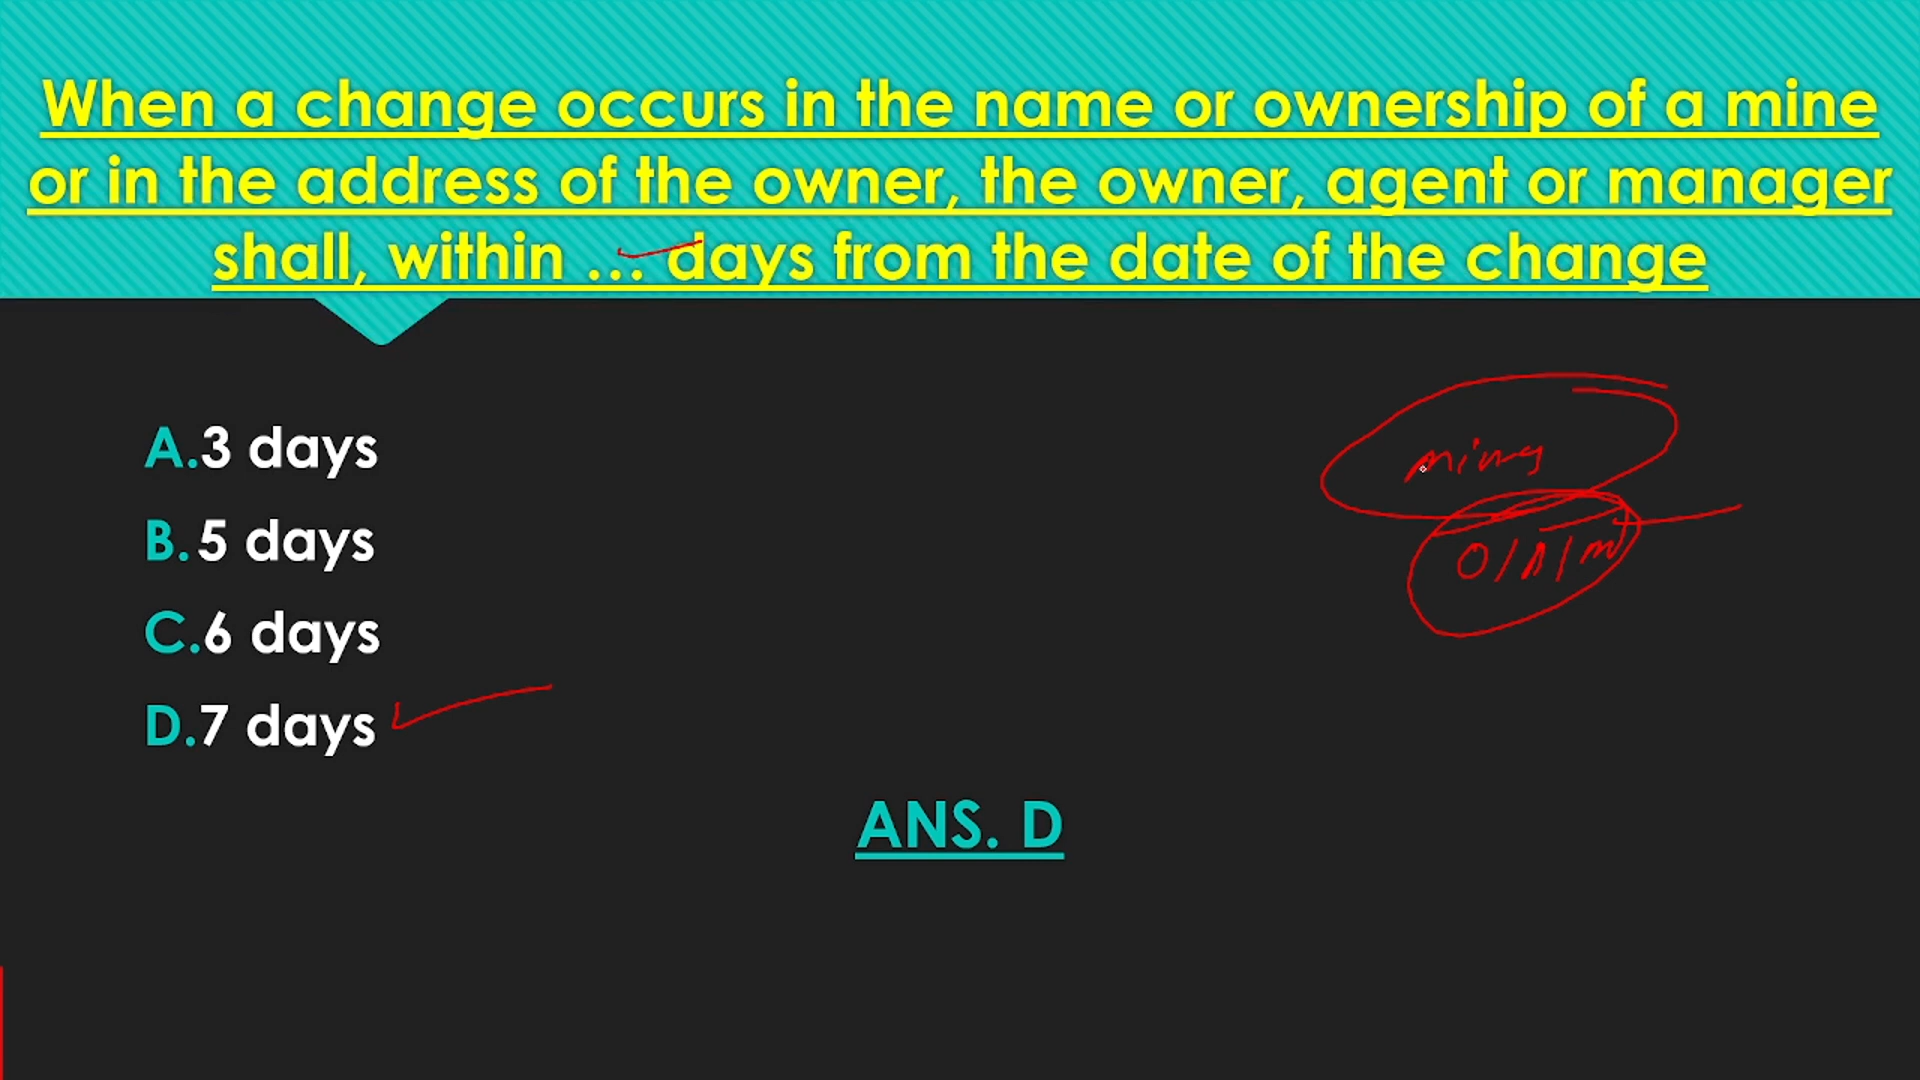 When a change occurs in the name or ownership of a mine
or in the address of the owner, the owner, agent or manager
shall, within ... days from the date of the change
A.3 days
B.5 days
C.6 days
D.7 days
mines
O/A/m
ANS. D